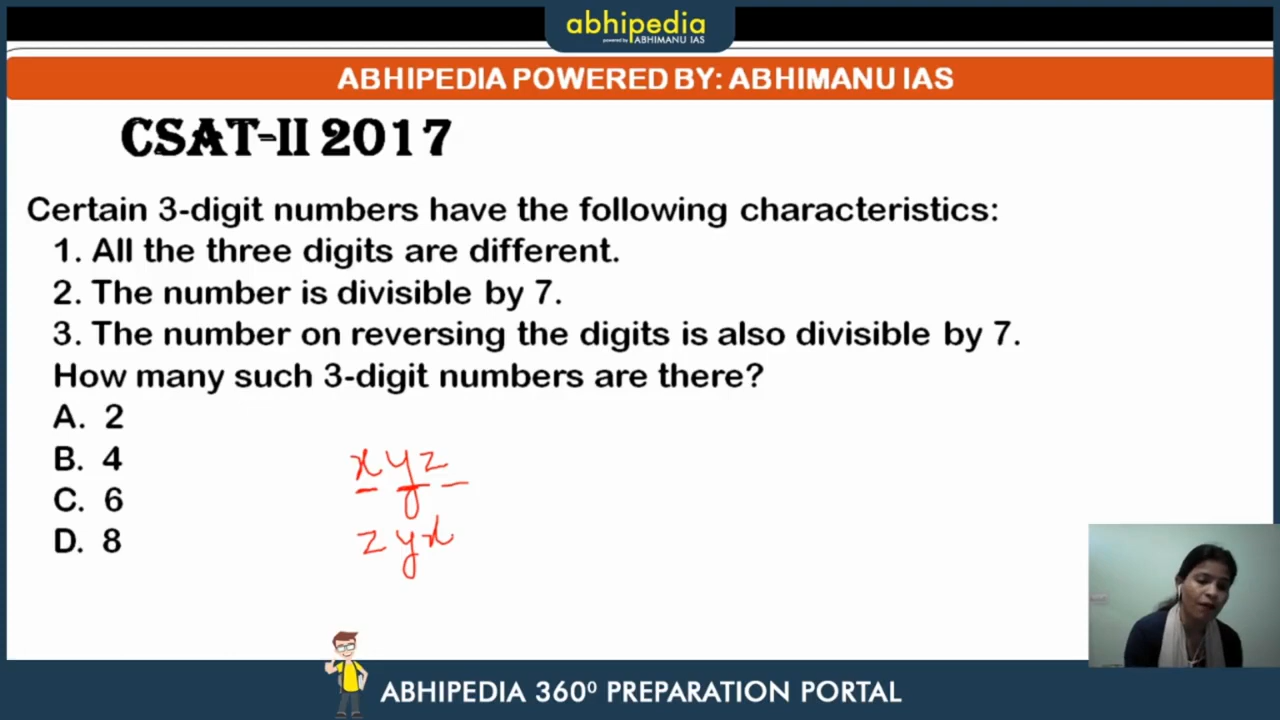 abhipedia
powered by ABHIMANU IAS
ABHIPEDIA POWERED BY: ABHIMANU IAS
CSAT-II 2017
Certain 3-digit numbers have the following characteristics:
1. All the three digits are different.
2. The number is divisible by 7.
3. The number on reversing the digits is also divisible by 7.
How many such 3-digit numbers are there?
A. 2
B. 4
C. 6
D. 8
x y z
z y x
ABHIPEDIA 360⁰ PREPARATION PORTAL